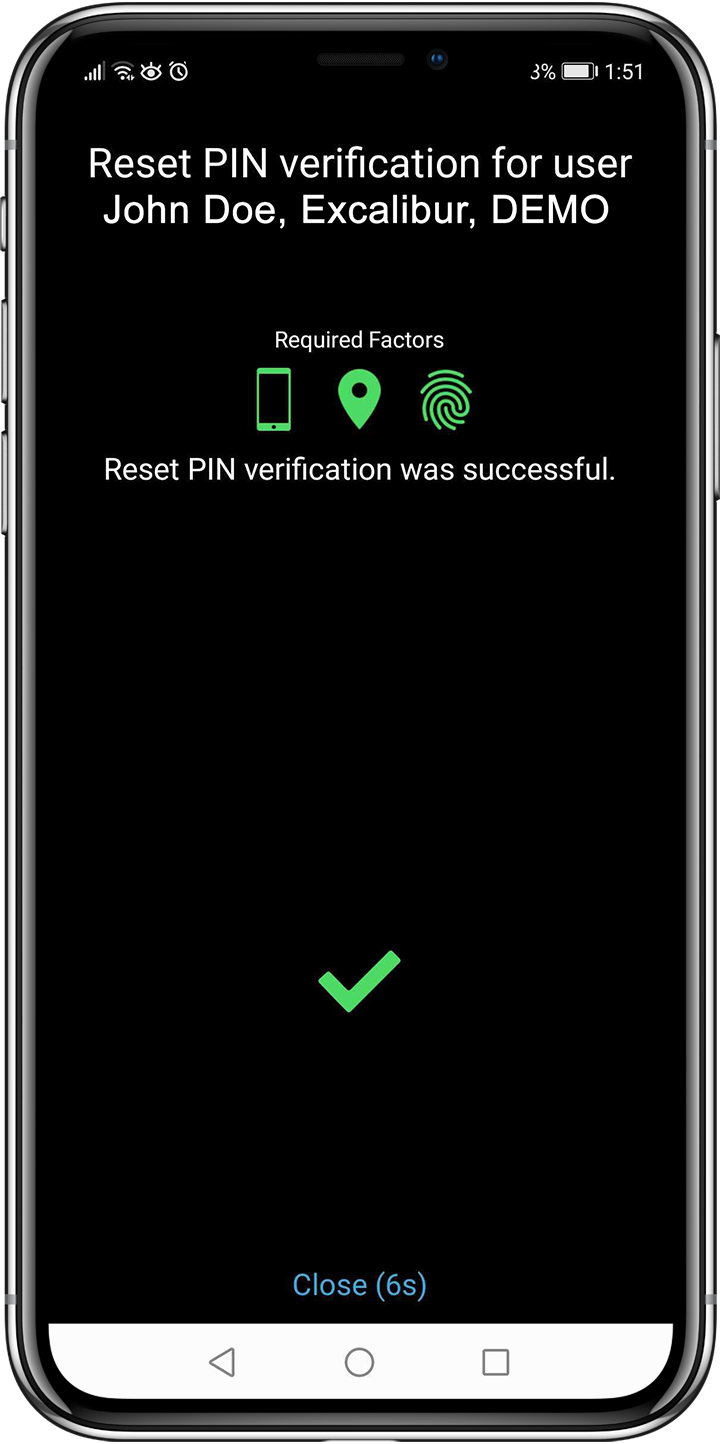 3% 1:51
Reset PIN verification for user
John Doe, Excalibur, DEMO
Required Factors
Reset PIN verification was successful.
Close (6s)